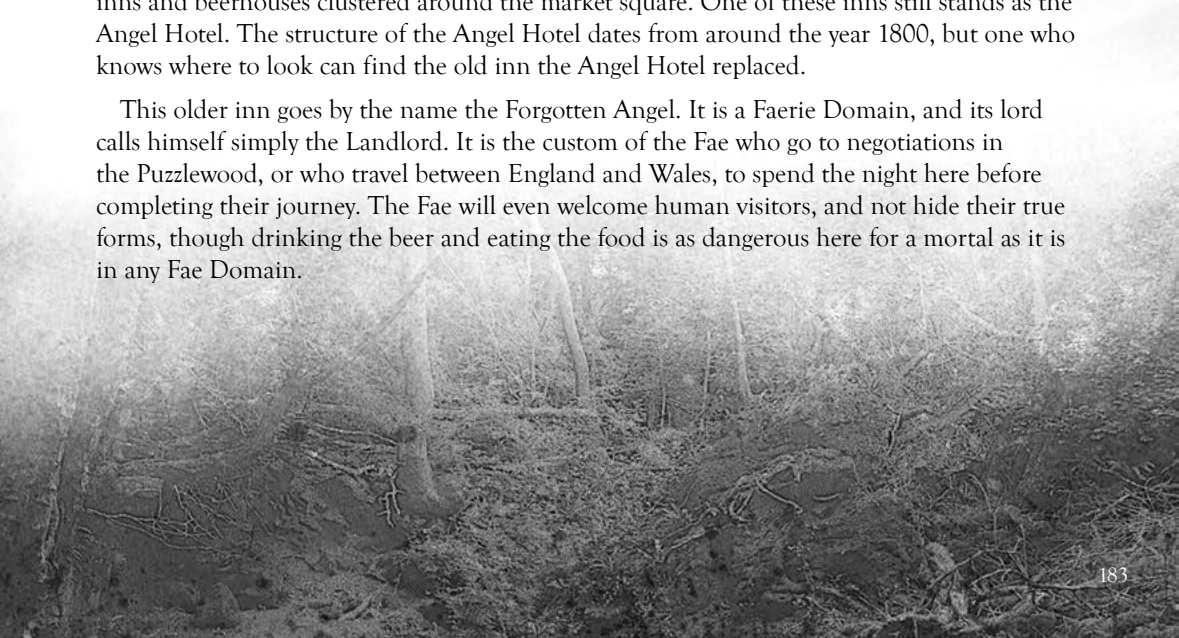 inns and beerhouses clustered around the market square. One of these inns still stands as the
Angel Hotel. The structure of the Angel Hotel dates from around the year 1800, but one who
knows where to look can find the old inn the Angel Hotel replaced.
This older inn goes by the name the Forgotten Angel. It is a Faerie Domain, and its lord
calls himself simply the Landlord. It is the custom of the Fae who go to negotiations in
the Puzzlewood, or who travel between England and Wales, to spend the night here before
completing their journey. The Fae will even welcome human visitors, and not hide their true
forms, though drinking the beer and eating the food is as dangerous here for a mortal as it is
in any Fae Domain.
183